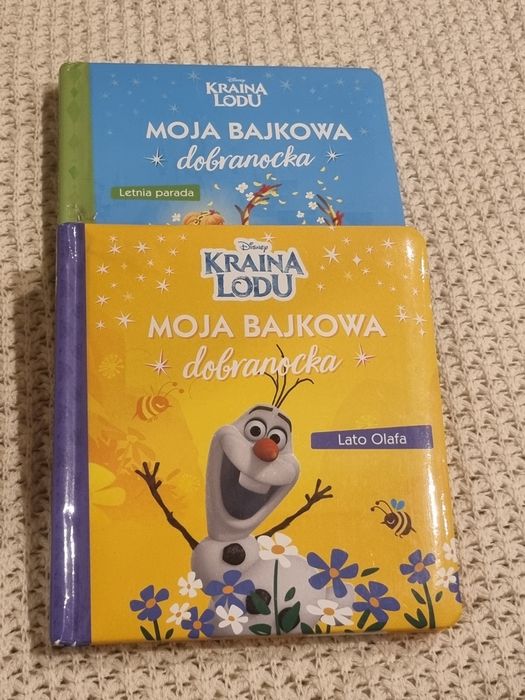 Disney
KRAINA
LODU
MOJA BAJKOWA
dobranocka
Letnia parada
Disney
KRAINA
LODU
MOJA BAJKOWA
dobranocka
Lato Olafa